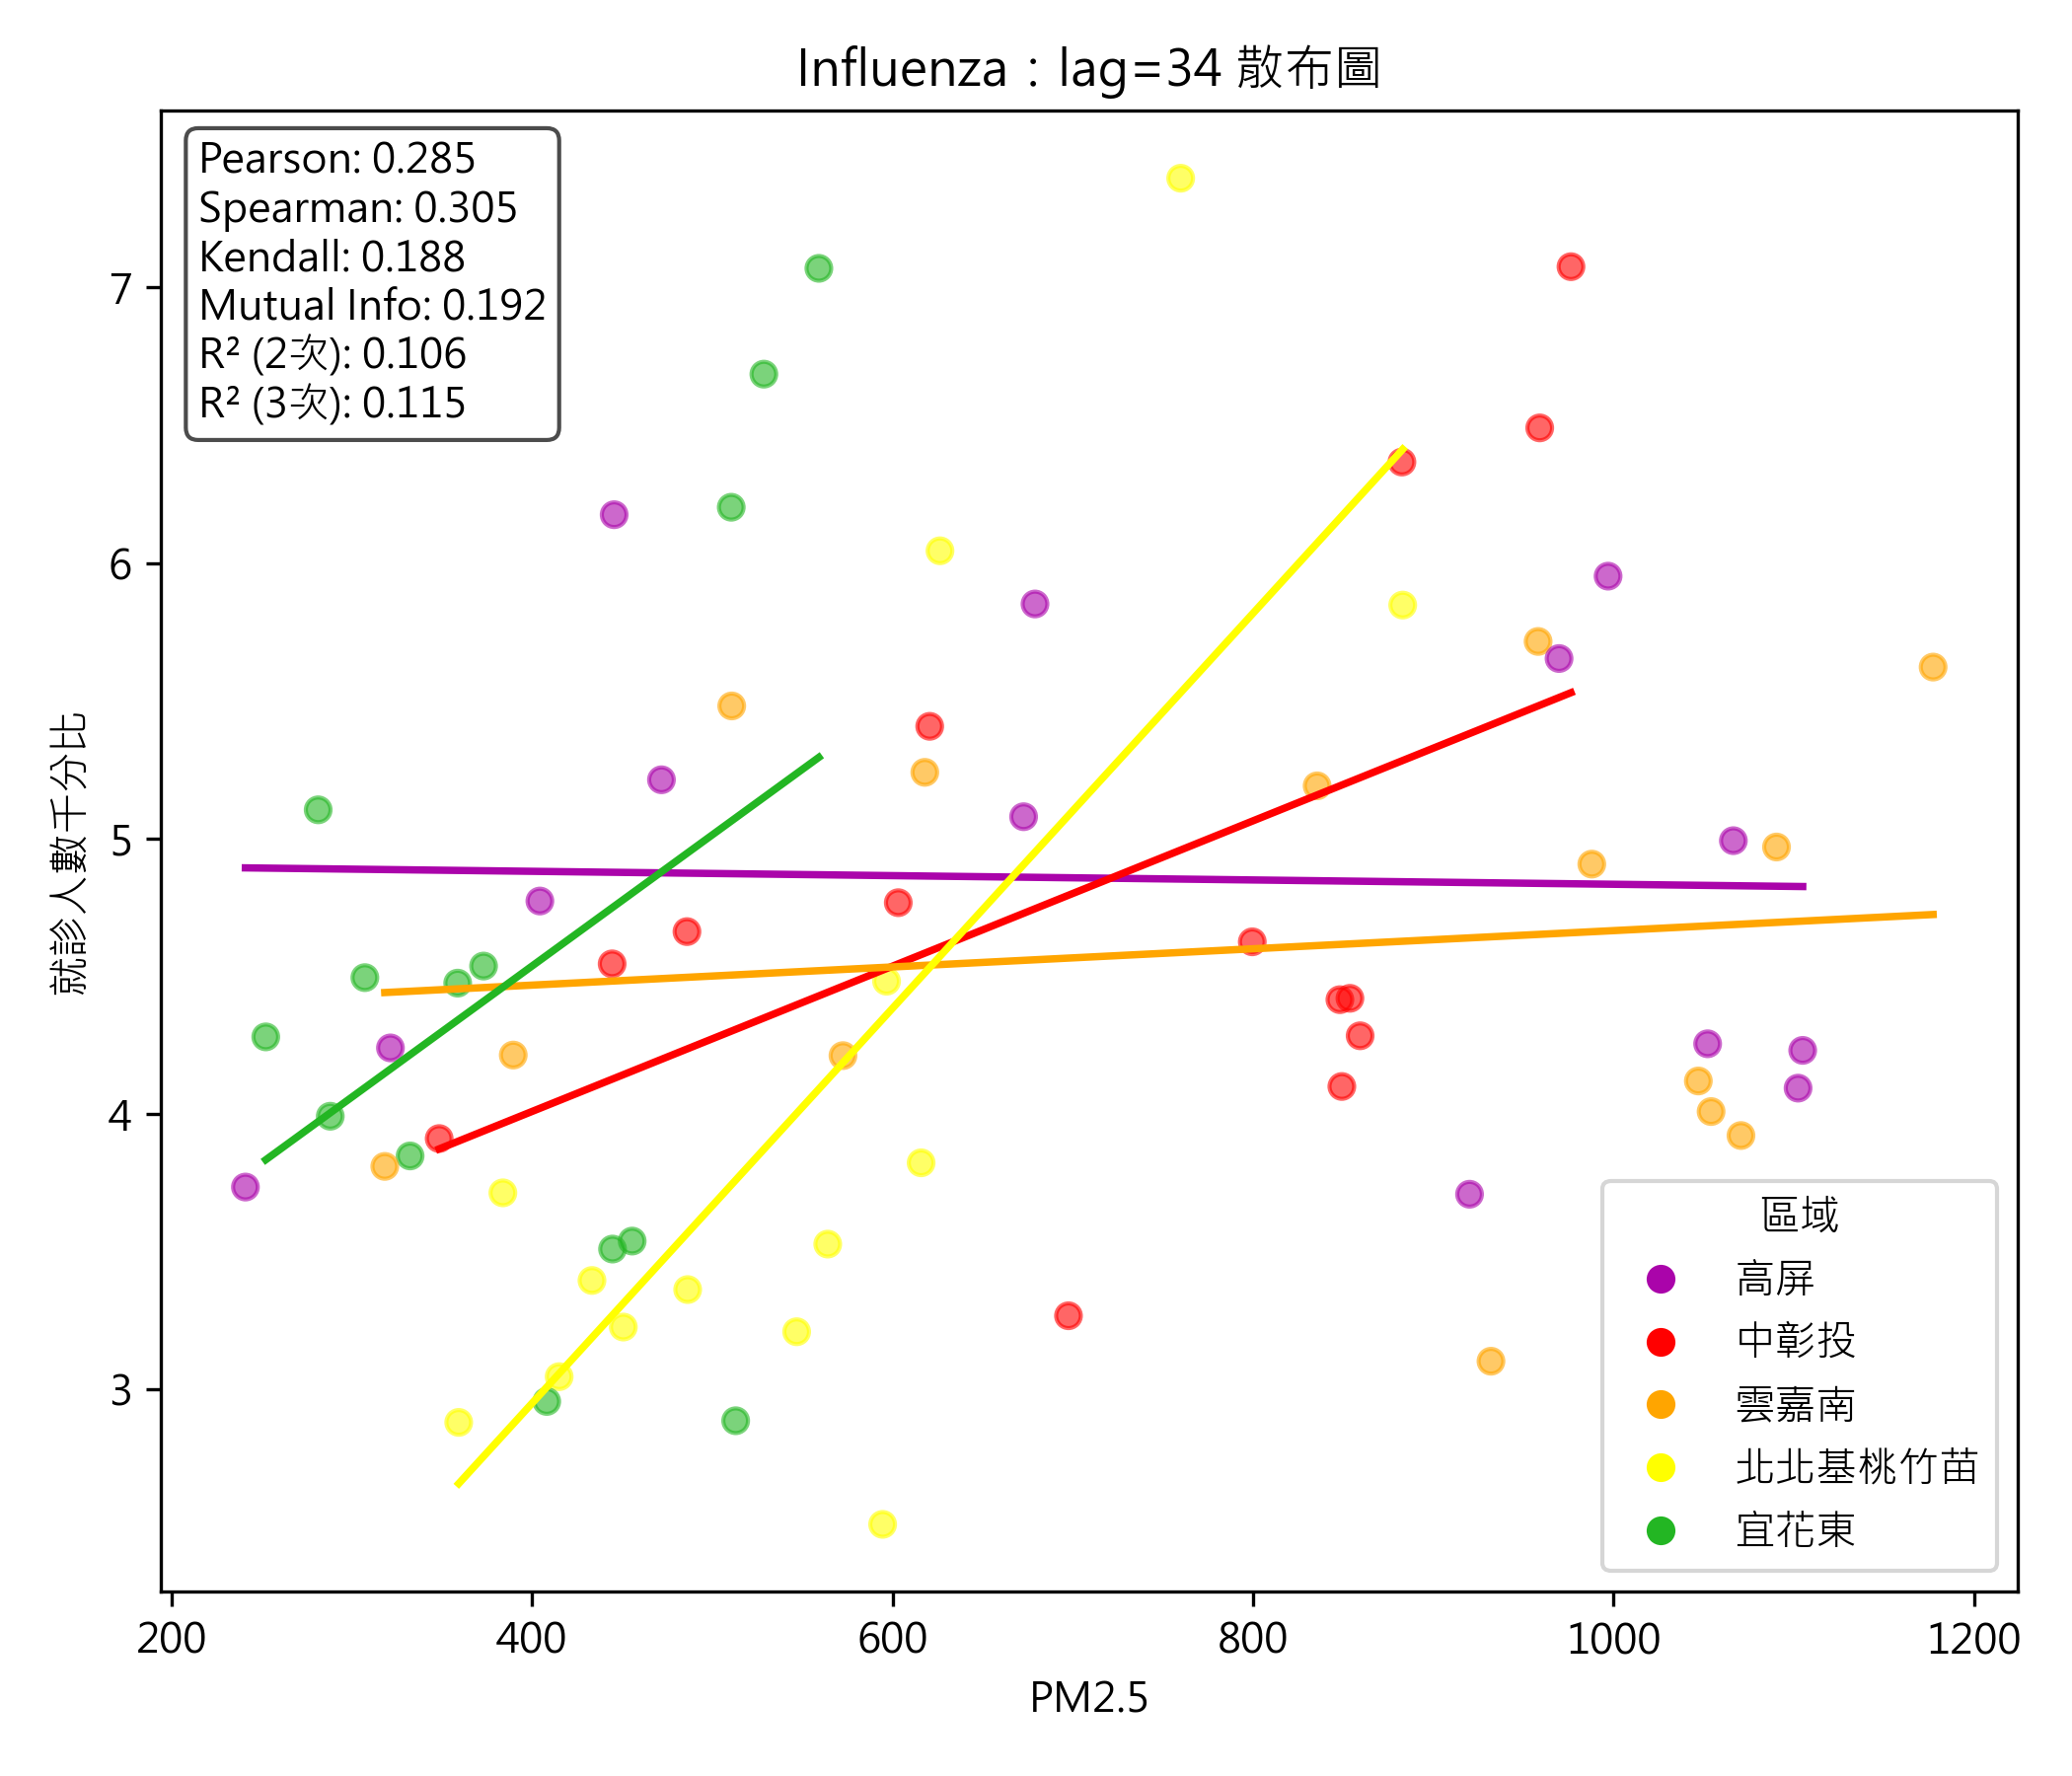 Influenza：lag=34 散布圖
Pearson: 0.285
Spearman: 0.305
Kendall: 0.188
Mutual Info: 0.192
R² (2次): 0.106
R² (3次): 0.115
就診人數千分比
7
6
5
4
3
區域
高屏
中彰投
雲嘉南
北北基桃竹苗
宜花東
200 400 600 800 1000 1200
PM2.5